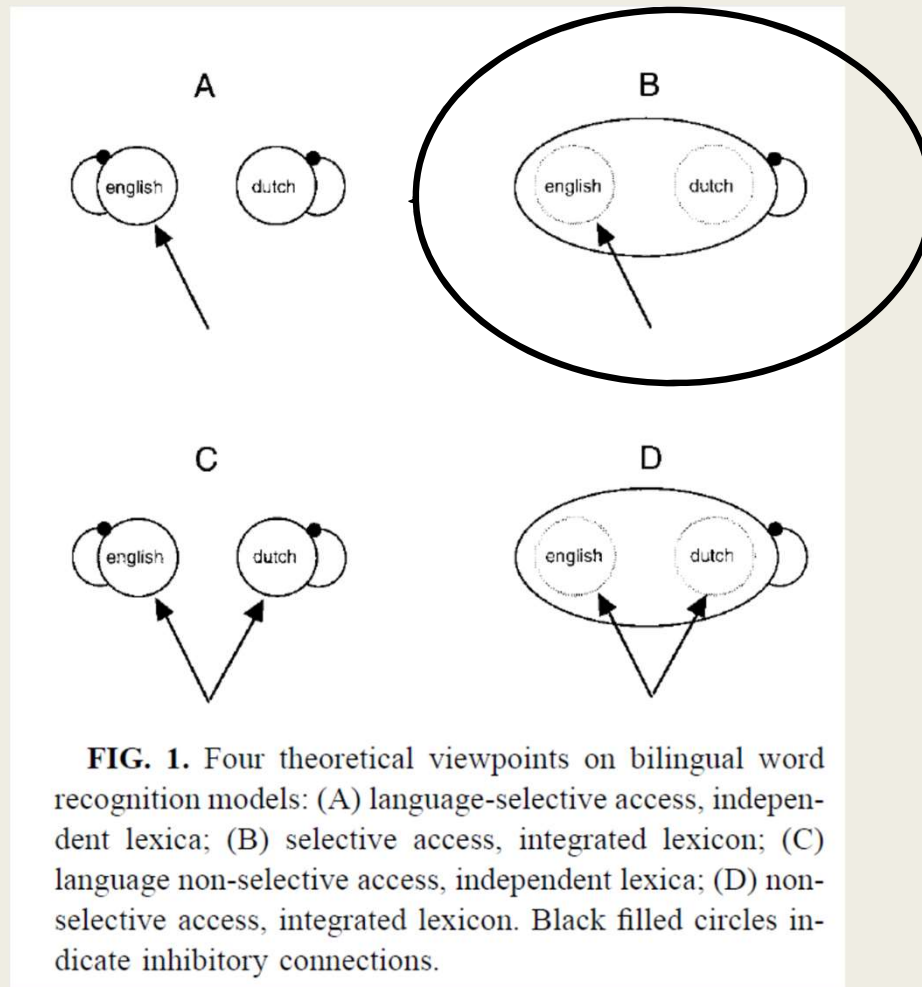 A
B
english
dutch
english
dutch
C
D
english
dutch
english
dutch
FIG. 1. Four theoretical viewpoints on bilingual word
recognition models: (A) language-selective access, indepen-
dent lexica; (B) selective access, integrated lexicon; (C)
language non-selective access, independent lexica; (D) non-
selective access, integrated lexicon. Black filled circles in-
dicate inhibitory connections.